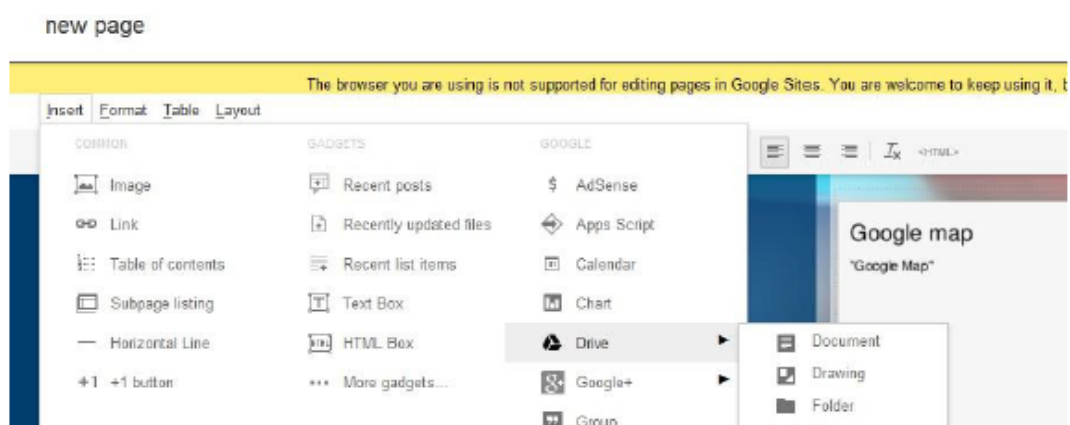 new page
The browser you are using is not supported for editing pages in Google Sites. You are welcome to keep using it, b
Insert Format Table Layout
COMMON
Image
Link
Table of contents
Subpage listing
Horizontal Line
+1 +1 button
GADGETS
Recent posts
Recently updated files
Recent list items
Text Box
HTML Box
More gadgets...
GOOGLE
$ AdSense
Apps Script
Calendar
Chart
Drive
Google+
Group
<HTML>
Google map
"Google Map"
Document
Drawing
Folder